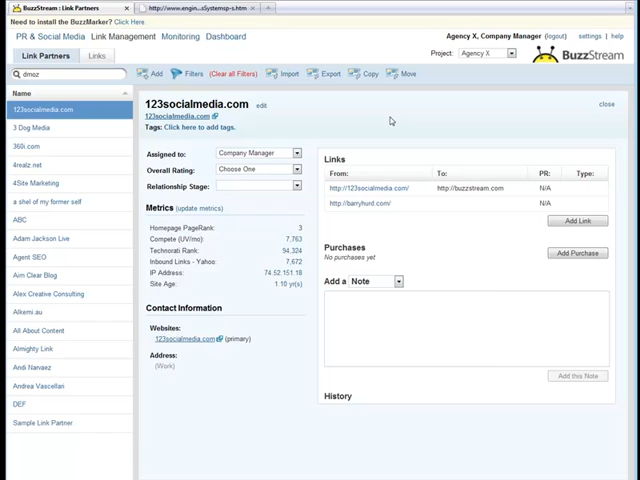 BuzzStream : Link Partners
http://www.engin...sSystemsp-s.htm
Need to install the BuzzMarker? Click Here
PR & Social Media Link Management Monitoring Dashboard
Agency X, Company Manager (logout) settings | help
Link Partners Links
Project: Agency X
BuzzStream
dmoz
Add Filters (Clear all Filters) Import Export Copy Move
Name
123socialmedia.com
3 Dog Media
360i.com
4realz.net
4Site Marketing
a shel of my former self
ABC
Adam Jackson Live
Agent SEO
Aim Clear Blog
Alex Creative Consulting
Alkemi.au
All About Content
Almighty Link
Andi Narvaez
Andrea Vascellari
DEF
Sample Link Partner
123socialmedia.com edit
close
123socialmedia.com
Tags: Click here to add tags.
Assigned to: Company Manager
Overall Rating: Choose One
Relationship Stage:
Metrics (update metrics)
Homepage PageRank: 3
Compete (UV/mo): 7,763
Technorati Rank: 94,324
Inbound Links - Yahoo: 7,672
IP Address: 74.52.151.18
Site Age: 1.10 yr(s)
Contact Information
Websites:
123socialmedia.com (primary)
Address:
(Work)
Links
From: To: PR: Type:
http://123socialmedia.com/ http://buzzstream.com N/A
http://barryhurd.com/ N/A
Add Link
Purchases
No purchases yet
Add Purchase
Add a Note
Add this Note
History